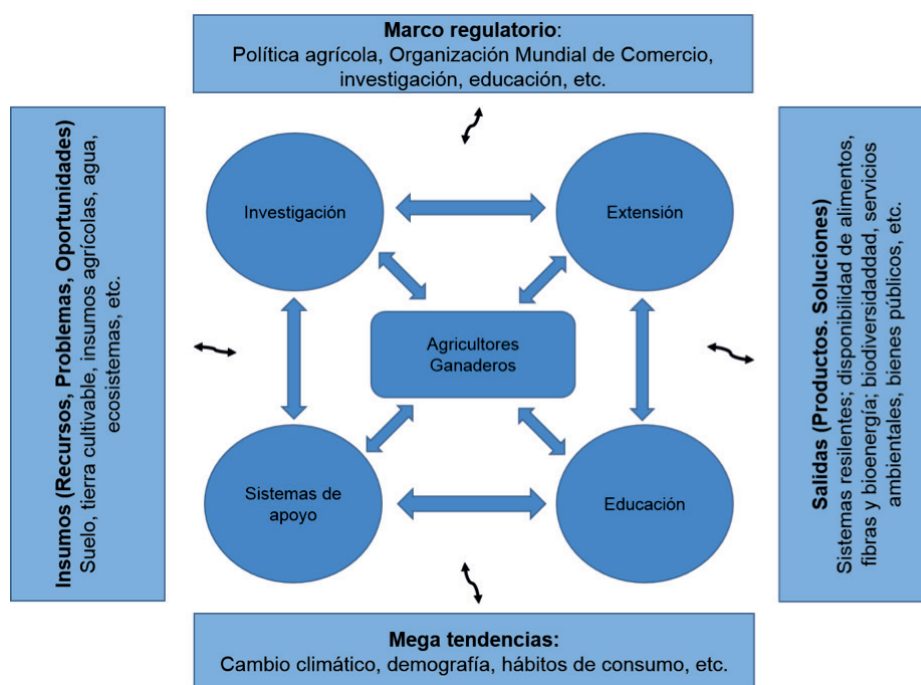 Marco regulatorio:
Política agrícola, Organización Mundial de Comercio,
investigación, educación, etc.
Insumos (Recursos, Problemas, Oportunidades)
Suelo, tierra cultivable, insumos agrícolas, agua,
ecosistemas, etc.
Investigación
Extensión
Agricultores
Ganaderos
Sistemas de
apoyo
Educación
Salidas (Productos. Soluciones)
Sistemas resilentes; disponibilidad de alimentos,
fibras y bioenergía; biodiversidaddad, servicios
ambientales, bienes públicos, etc.
Mega tendencias:
Cambio climático, demografía, hábitos de consumo, etc.